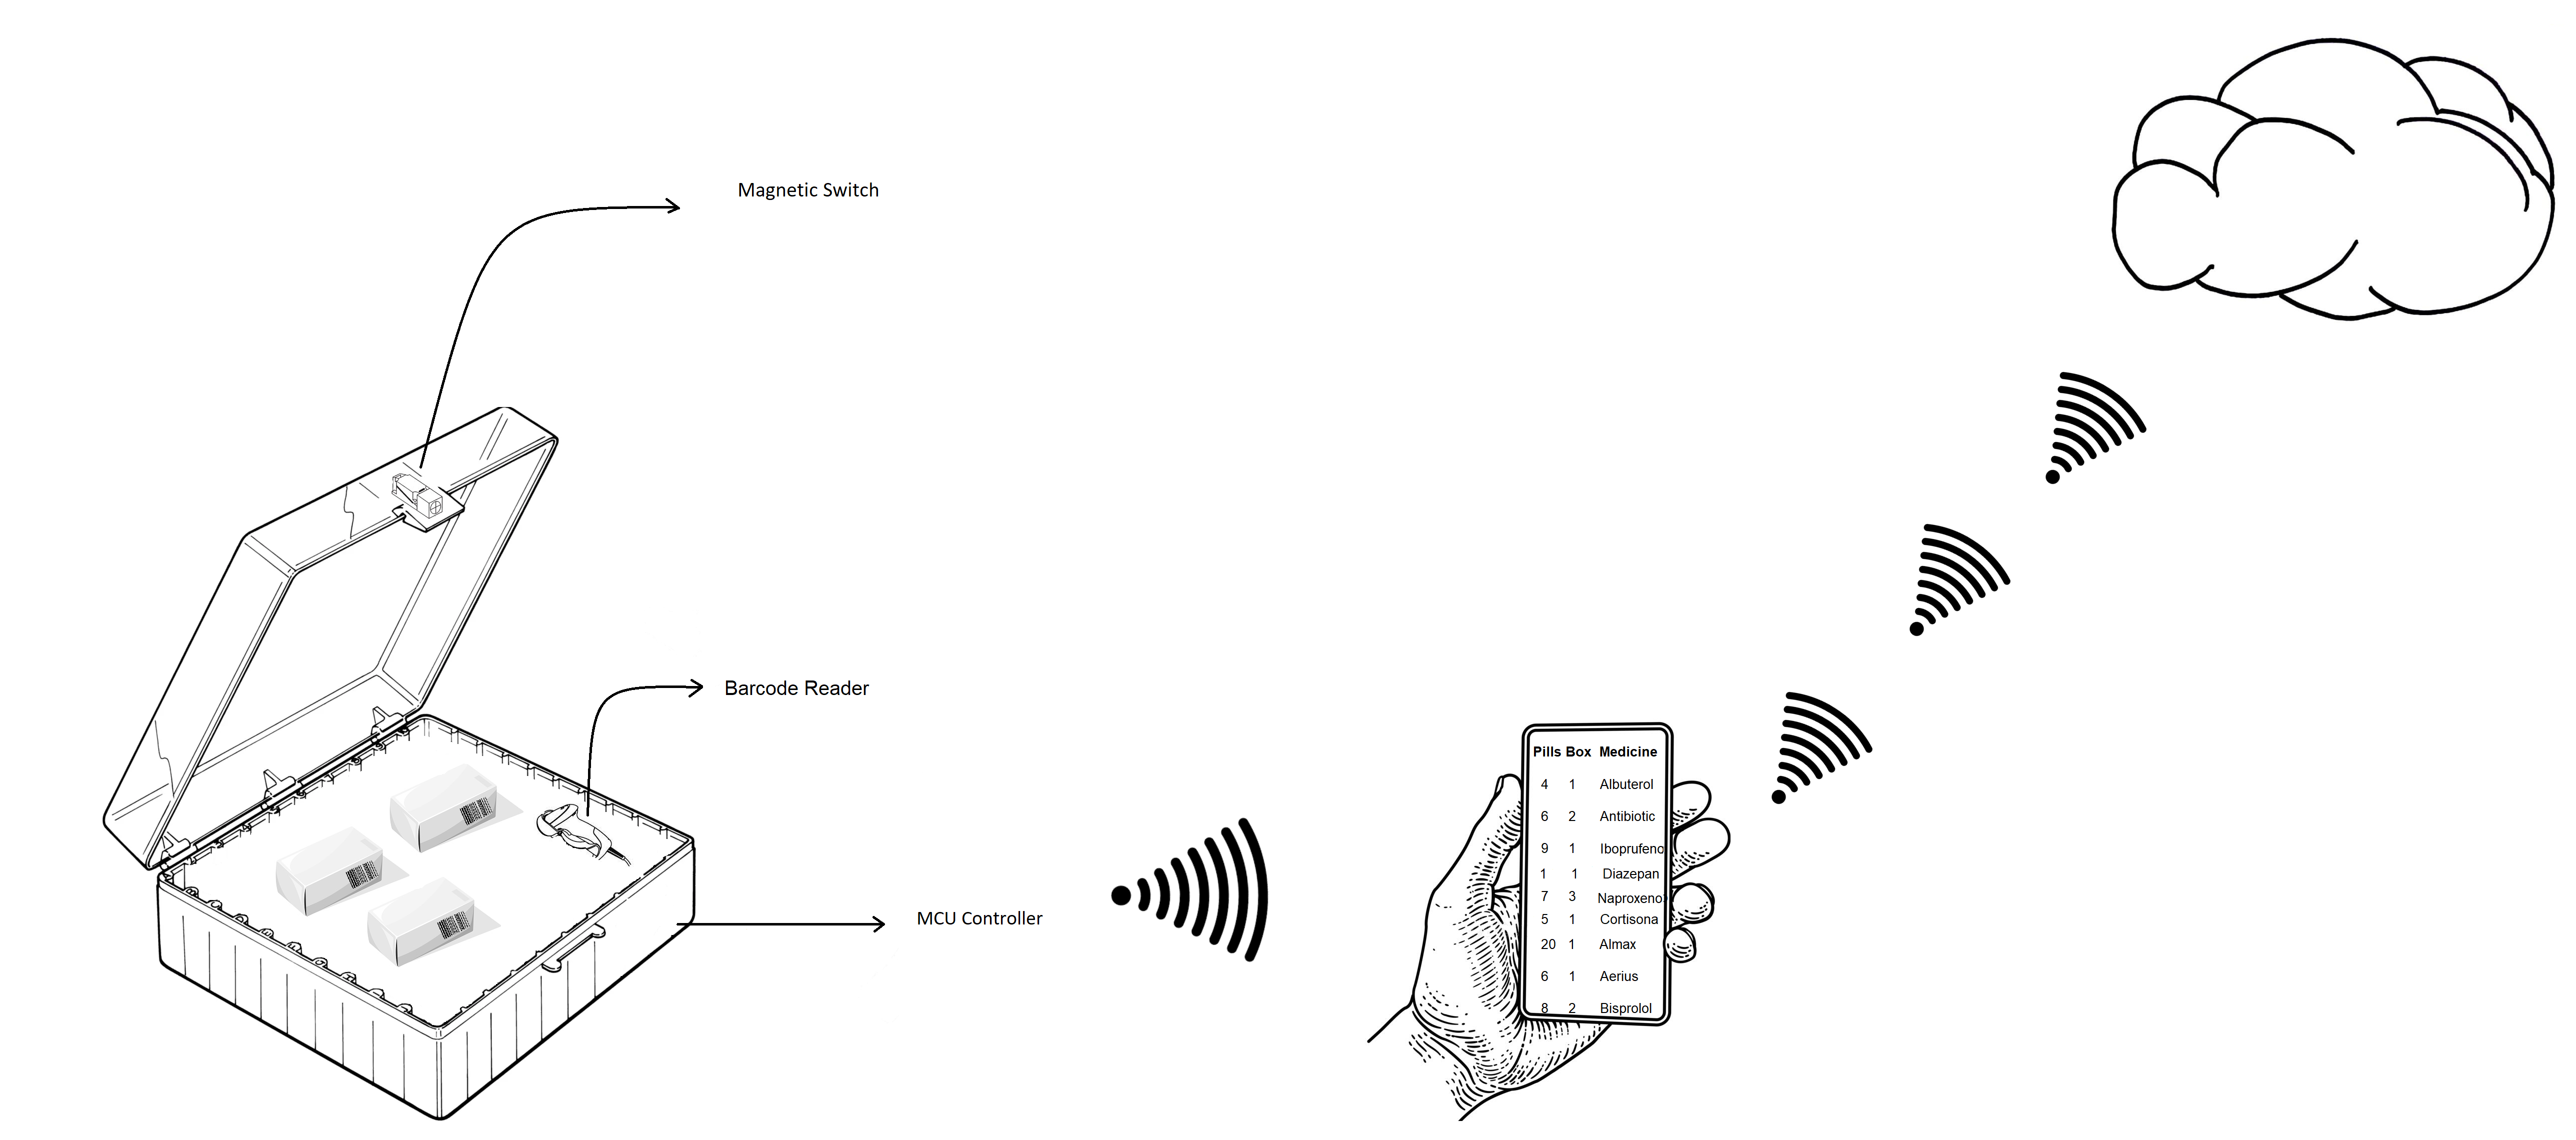 Magnetic Switch
Barcode Reader
MCU Controller
Pills Box Medicine
4 1 Albuterol
6 2 Antibiotic
9 1 Iboprufeno
1 1 Diazepan
7 3 Naproxeno
5 1 Cortisona
20 1 Almax
6 1 Aerius
8 2 Bisprolol